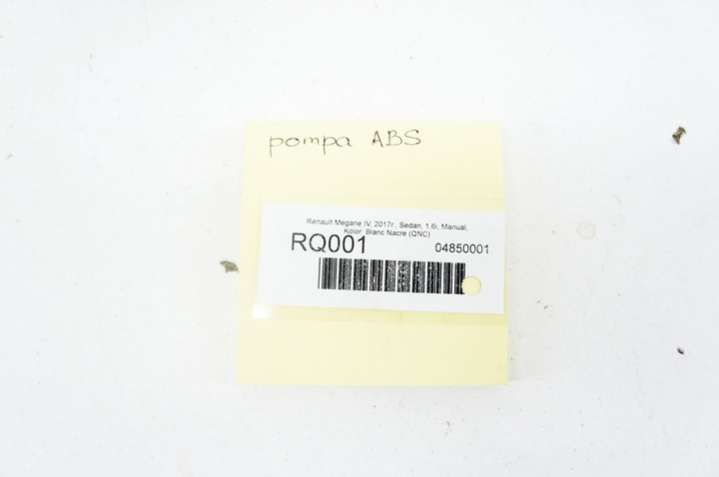 pompa ABS
Renault Megane IV, 2017r., Sedan, 1.6i, Manual,
Kolor: Blanc Nacre (QNC)
RQ001 04850001